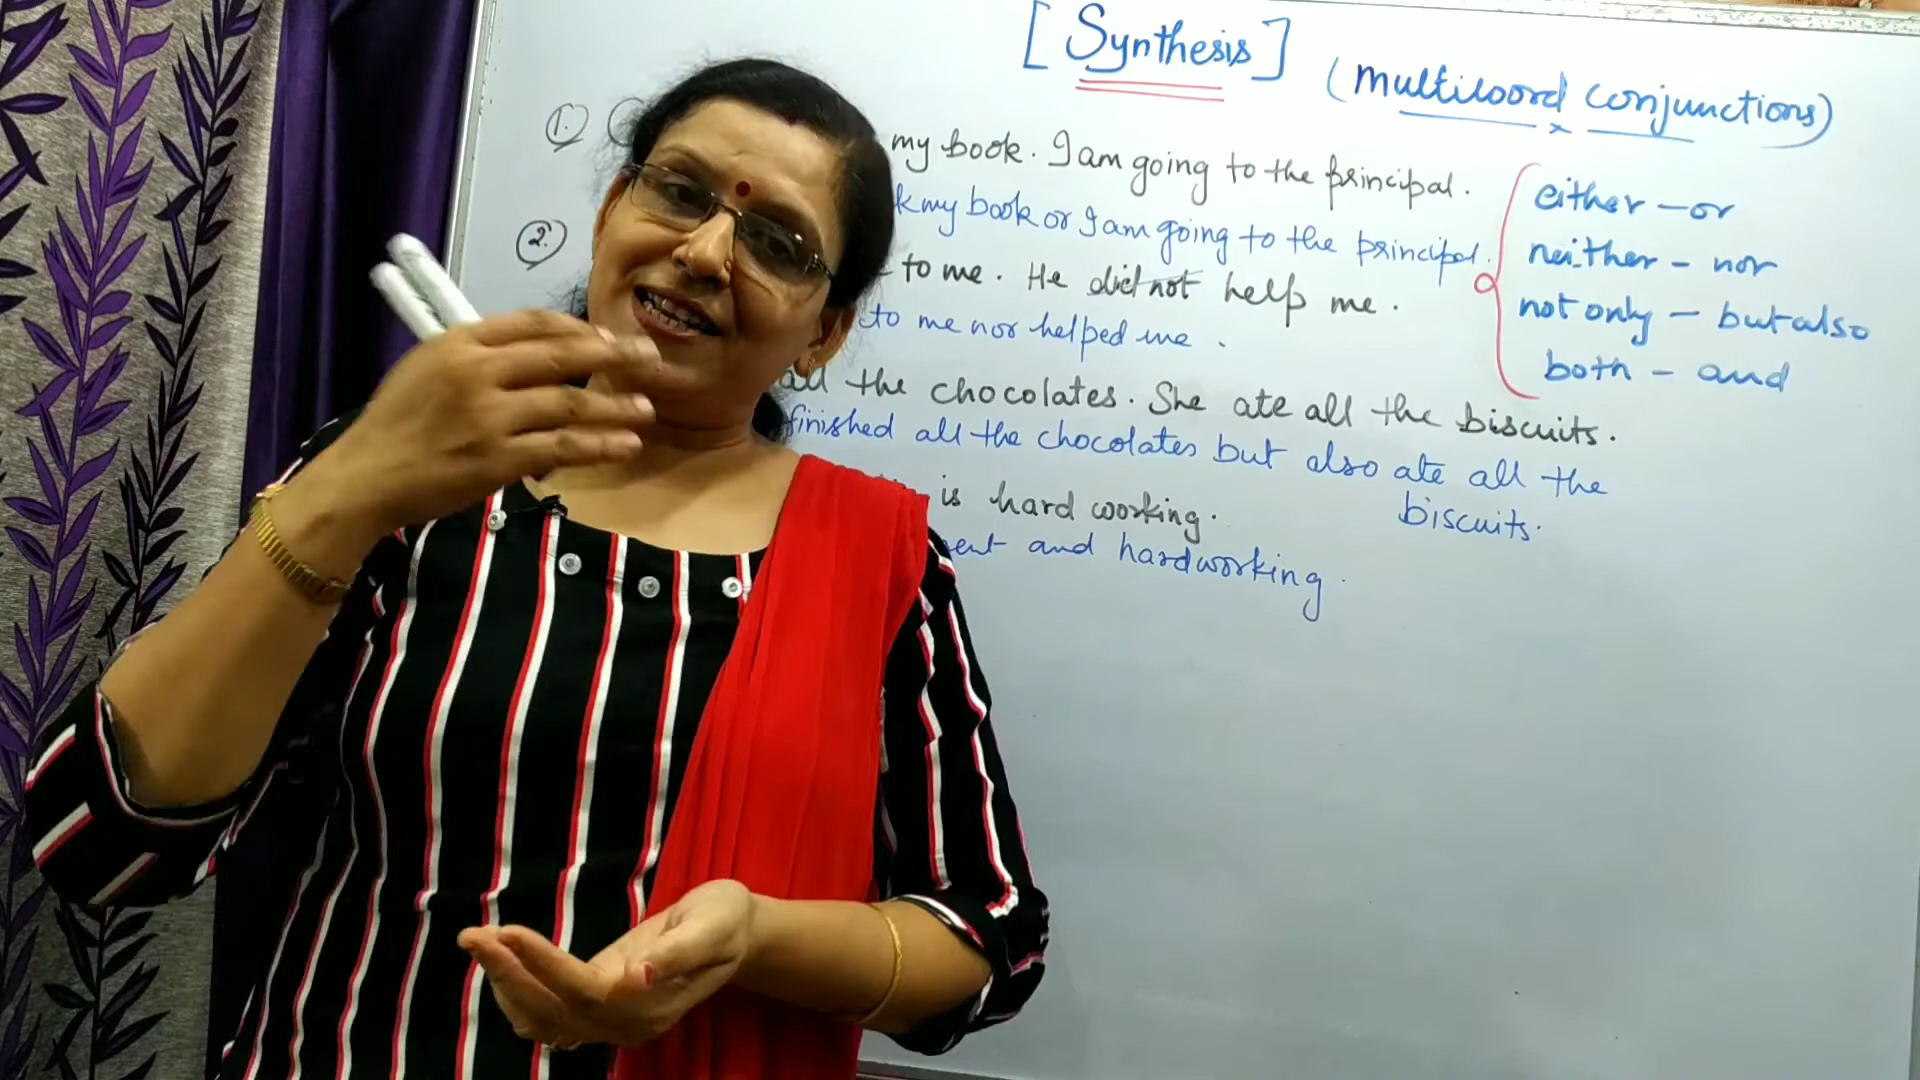 [Synthesis]
(Multiword conjunctions)
1. my book. I am going to the principal.
my book or I am going to the principal.
2. to me. He did not help me.
to me nor helped me.
all the chocolates. She ate all the biscuits.
finished all the chocolates but also ate all the
biscuits.
is hard working.
and hardworking.
either - or
neither - nor
not only - but also
both - and